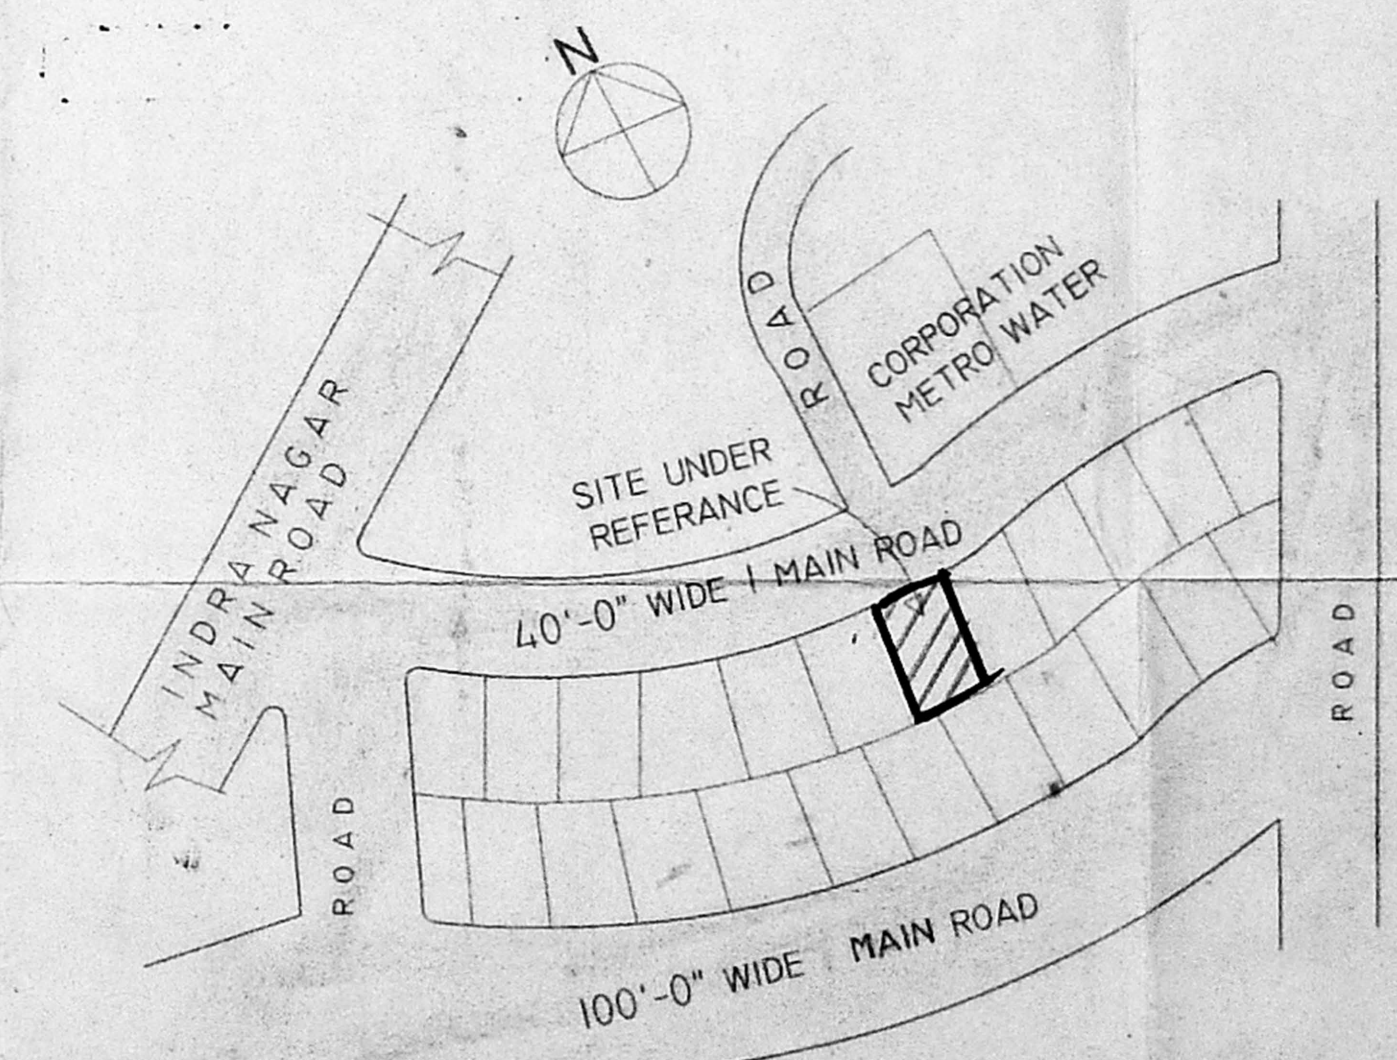 N
ROAD
CORPORATION
METRO WATER
INDRA NAGAR
MAIN ROAD
SITE UNDER
REFERANCE
40'-0" WIDE I MAIN ROAD
ROAD
ROAD
100'-0" WIDE MAIN ROAD